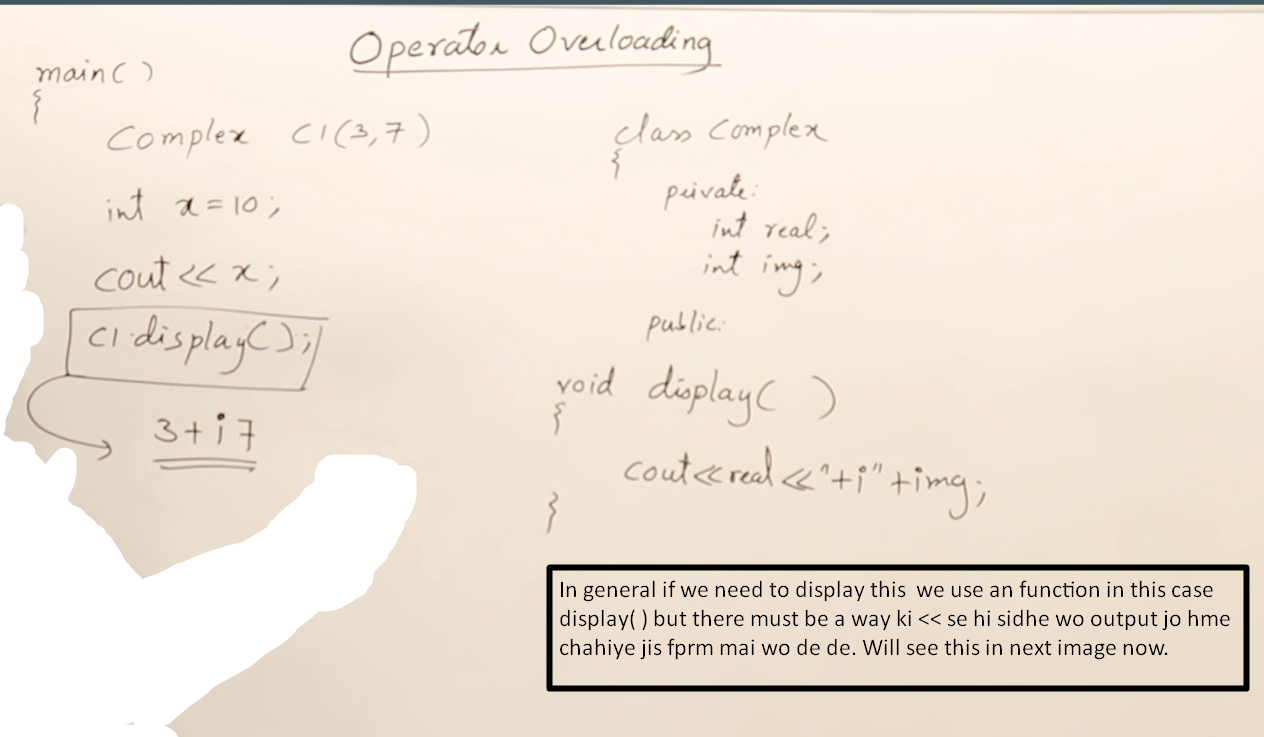 Operator Overloading
main( )
{
Complex C1(3,7)
int x = 10;
cout << x;
C1.display( );
3+i7
class Complex
{
private:
int real;
int img;
public:
void display( )
{
cout<<real<<"+i"+img;
}
In general if we need to display this we use an function in this case
display( ) but there must be a way ki << se hi sidhe wo output jo hme
chahiye jis fprm mai wo de de. Will see this in next image now.